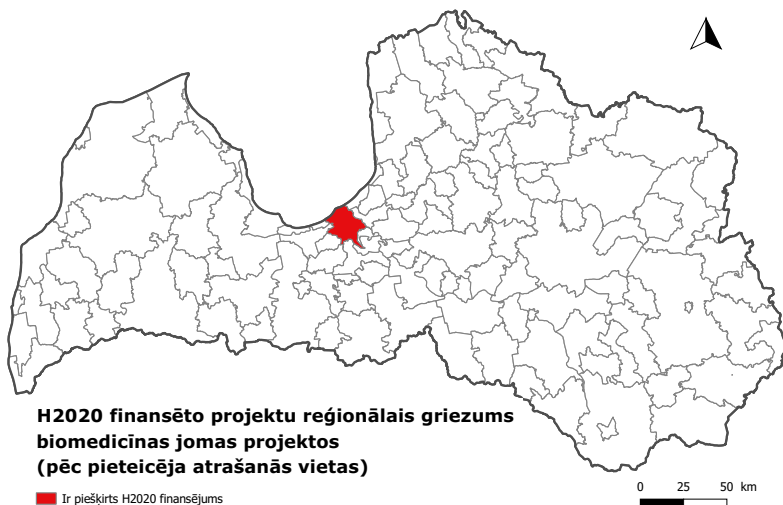 H2020 finansēto projektu reģionālais griezums
biomedicīnas jomas projektos
(pēc pieteicēja atrašanās vietas)
Ir piešķirts H2020 finansējums
0 25 50 km